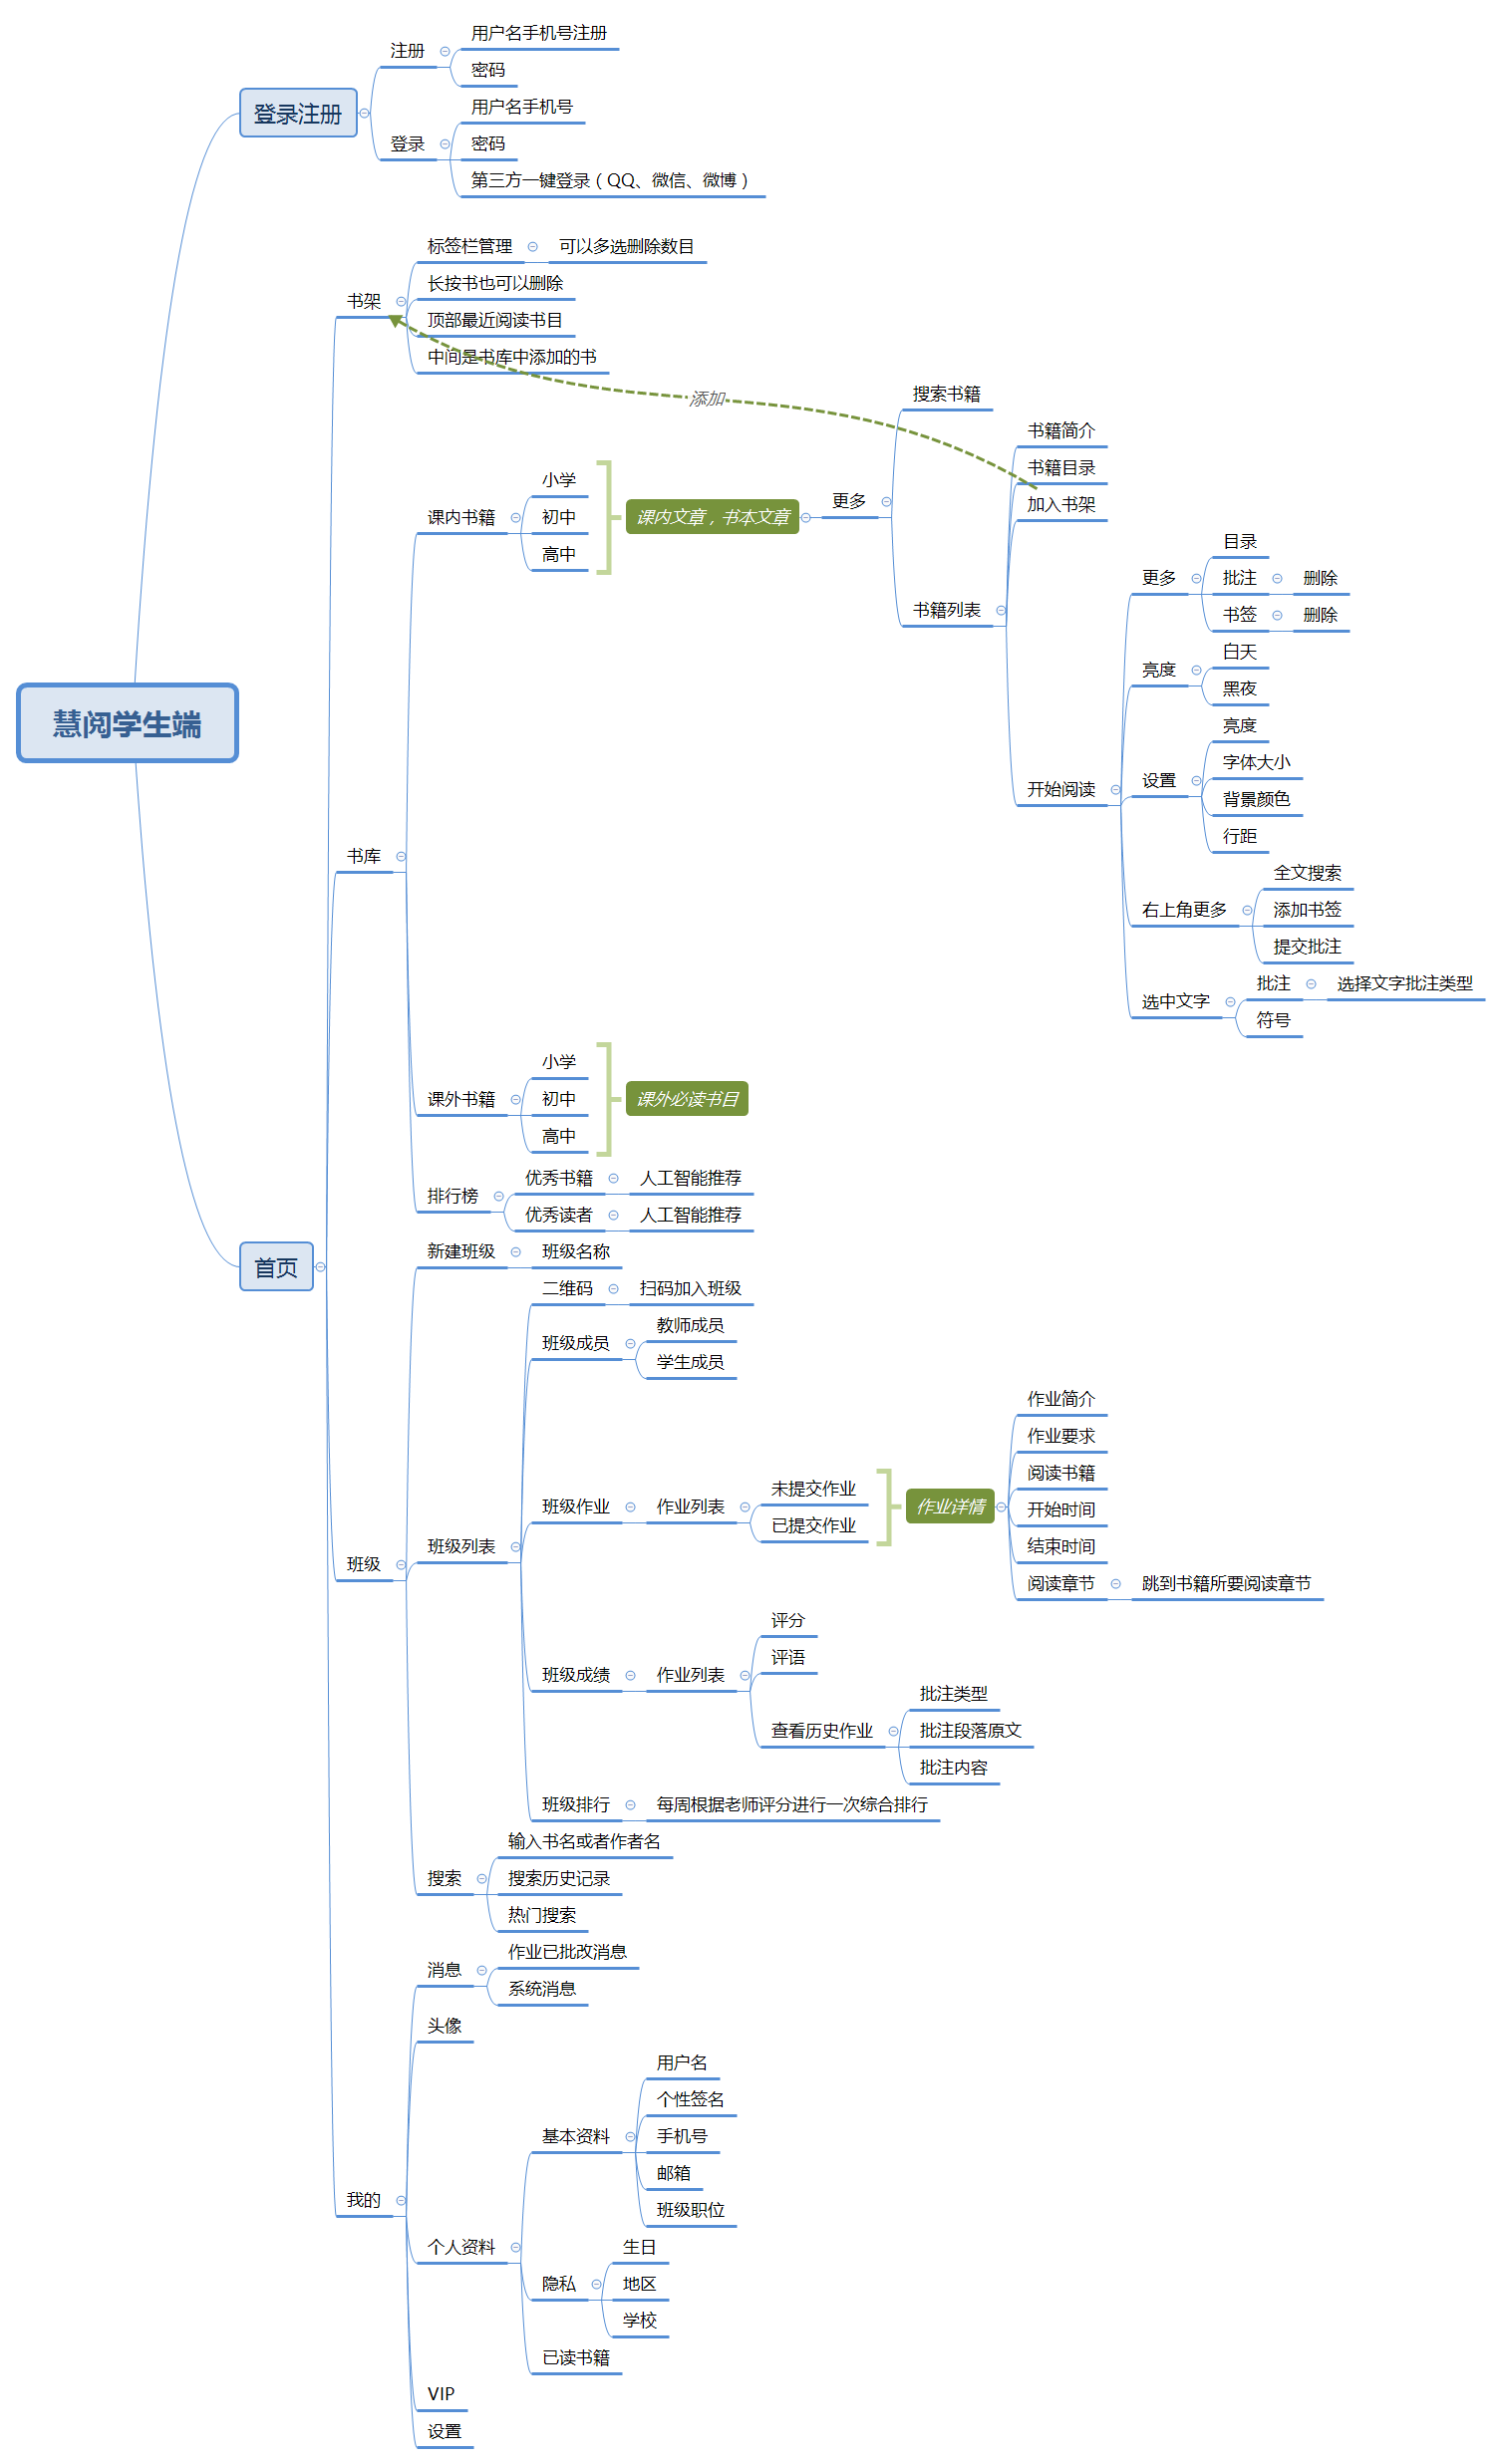 慧阅学生端
登录注册
注册
用户名手机号注册
密码
登录
用户名手机号
密码
第三方一键登录（QQ、微信、微博）
首页
书架
标签栏管理
可以多选删除数目
长按书也可以删除
顶部最近阅读书目
中间是书库中添加的书
添加
书库
课内书籍
小学
初中
高中
课内文章，书本文章
更多
搜索书籍
书籍列表
书籍简介
书籍目录
加入书架
开始阅读
更多
目录
批注
删除
书签
删除
亮度
白天
黑夜
设置
亮度
字体大小
背景颜色
行距
右上角更多
全文搜索
添加书签
提交批注
选中文字
批注
选择文字批注类型
符号
课外书籍
小学
初中
高中
课外必读书目
排行榜
优秀书籍
人工智能推荐
优秀读者
人工智能推荐
班级
新建班级
班级名称
班级列表
二维码
扫码加入班级
班级成员
教师成员
学生成员
班级作业
作业列表
未提交作业
已提交作业
作业详情
作业简介
作业要求
阅读书籍
开始时间
结束时间
阅读章节
跳到书籍所要阅读章节
班级成绩
作业列表
评分
评语
查看历史作业
批注类型
批注段落原文
批注内容
班级排行
每周根据老师评分进行一次综合排行
搜索
输入书名或者作者名
搜索历史记录
热门搜索
我的
消息
作业已批改消息
系统消息
头像
个人资料
基本资料
用户名
个性签名
手机号
邮箱
班级职位
隐私
生日
地区
学校
已读书籍
VIP
设置